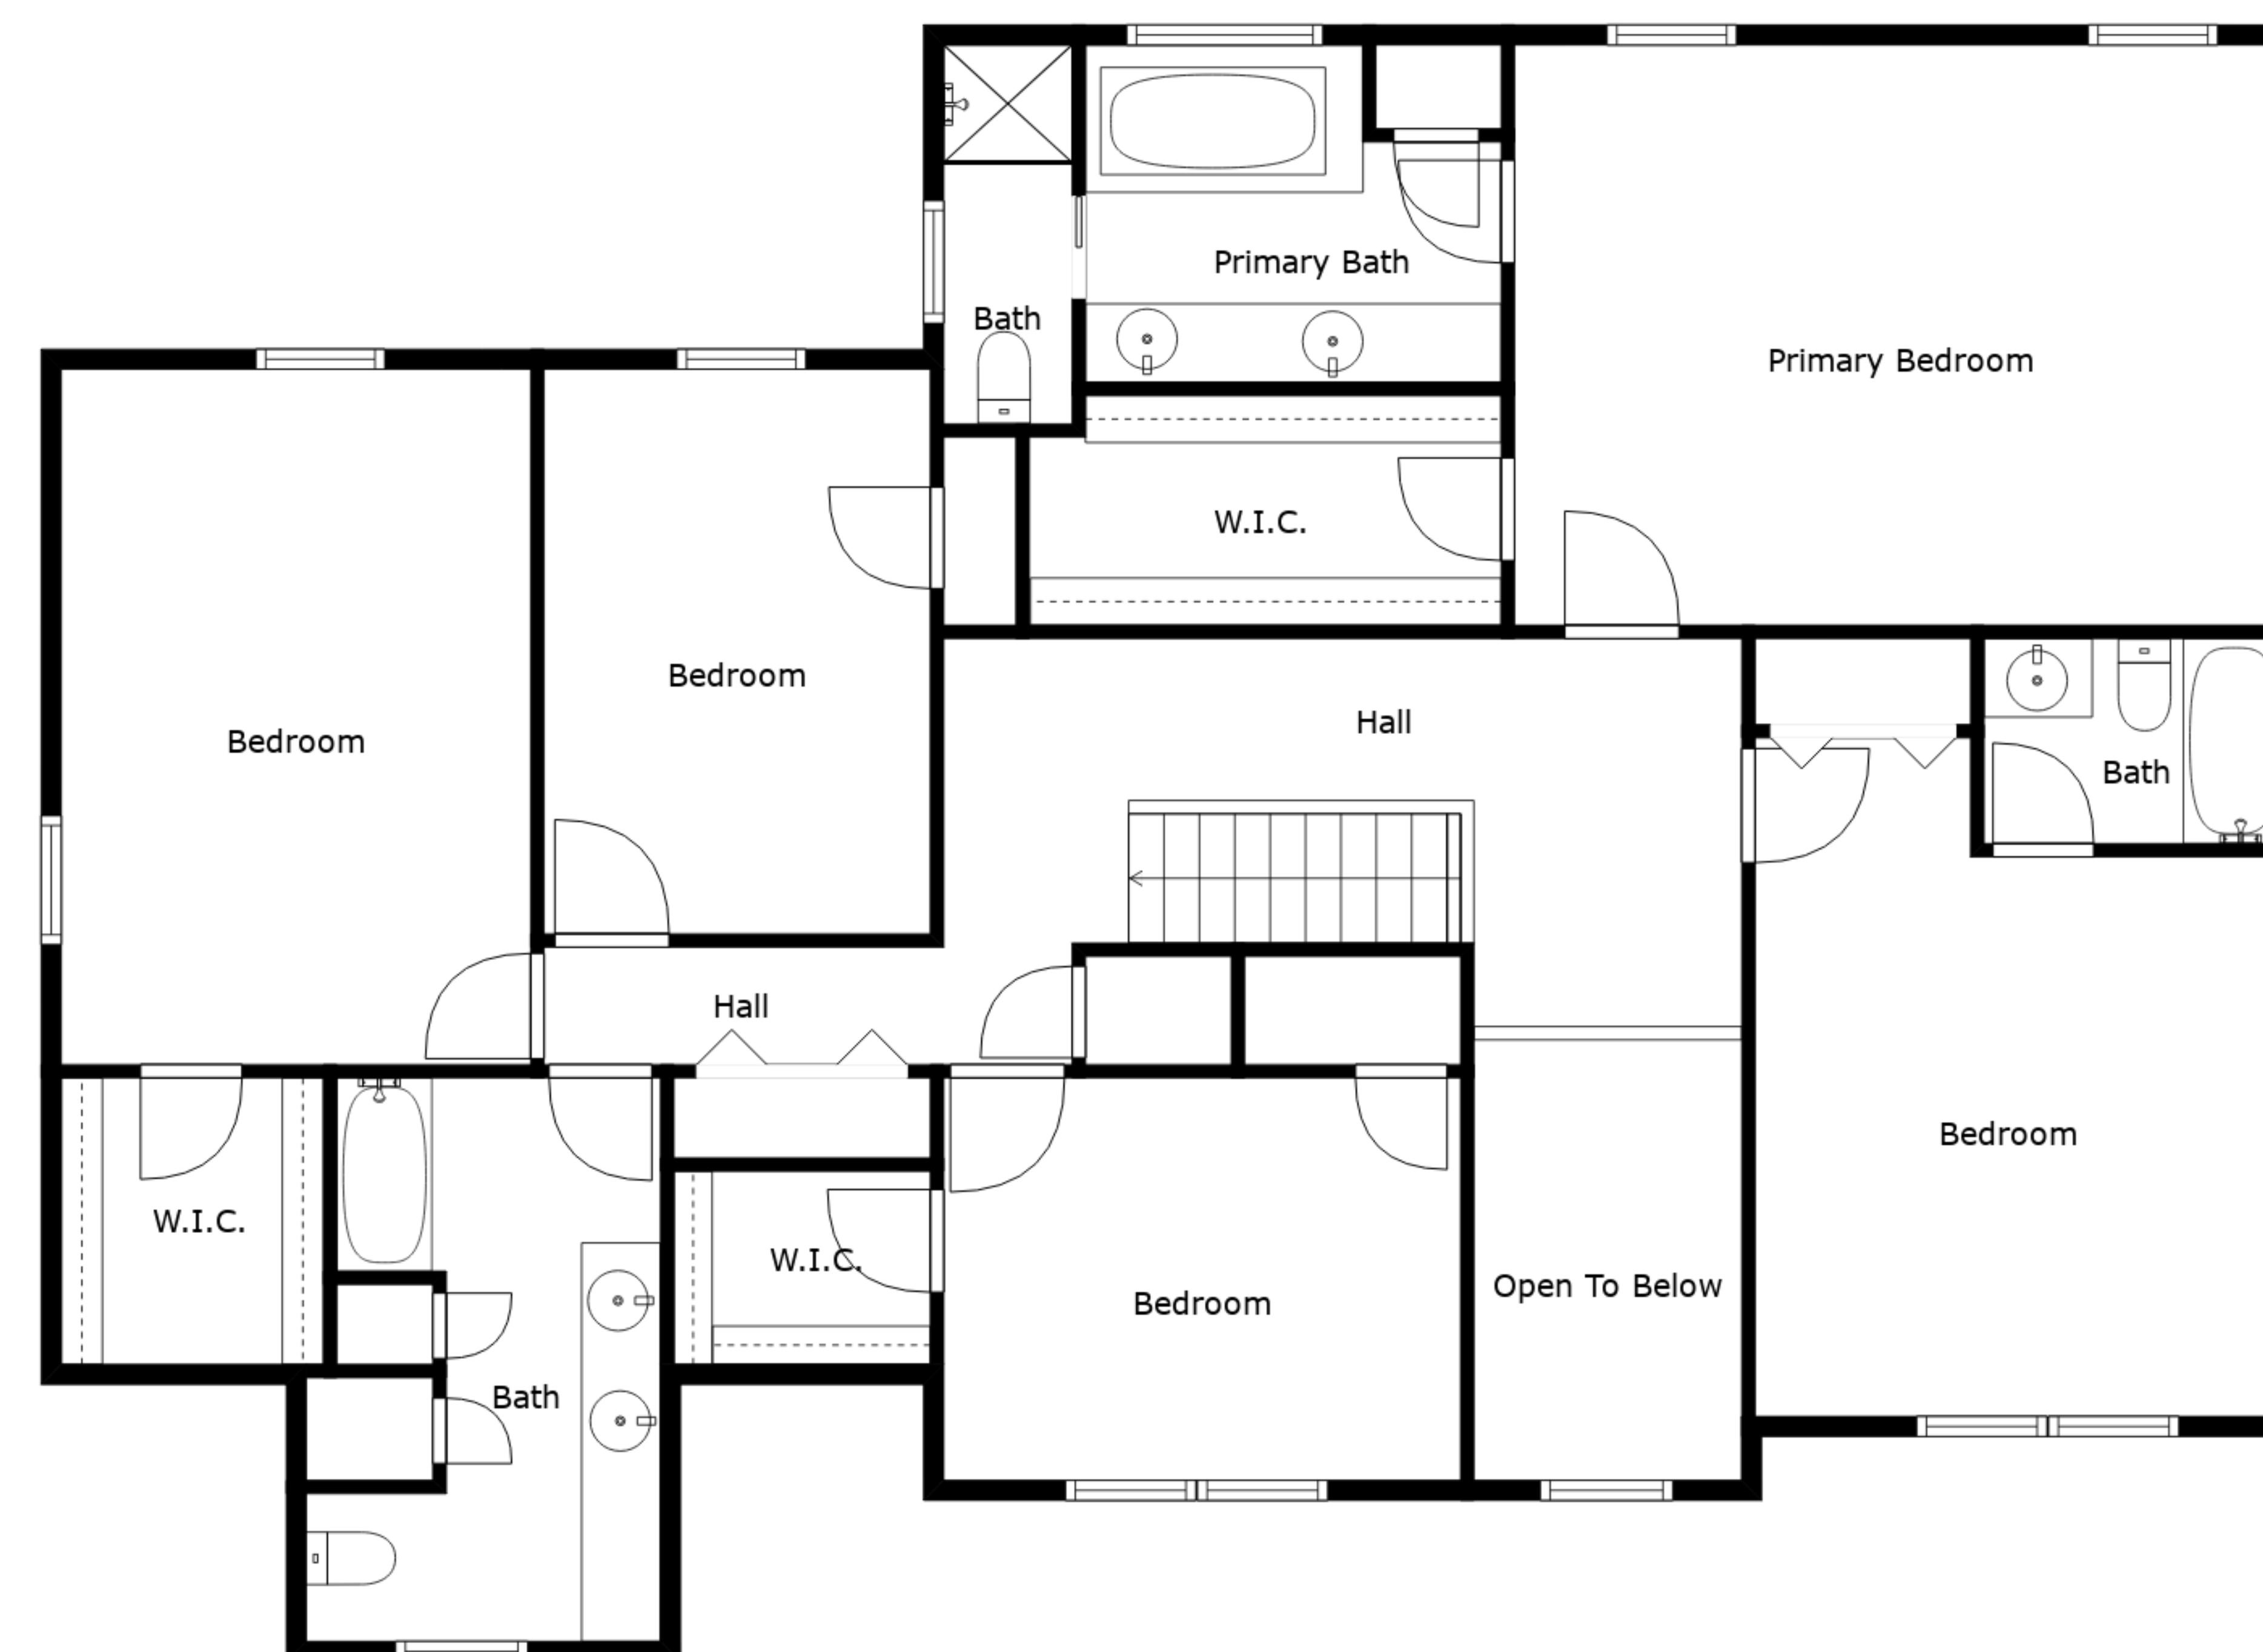 Primary Bath
Bath
Primary Bedroom
W.I.C.
Bedroom
Hall
Bedroom
Bath
Hall
Bedroom
W.I.C.
W.I.C.
Open To Below
Bedroom
Bath